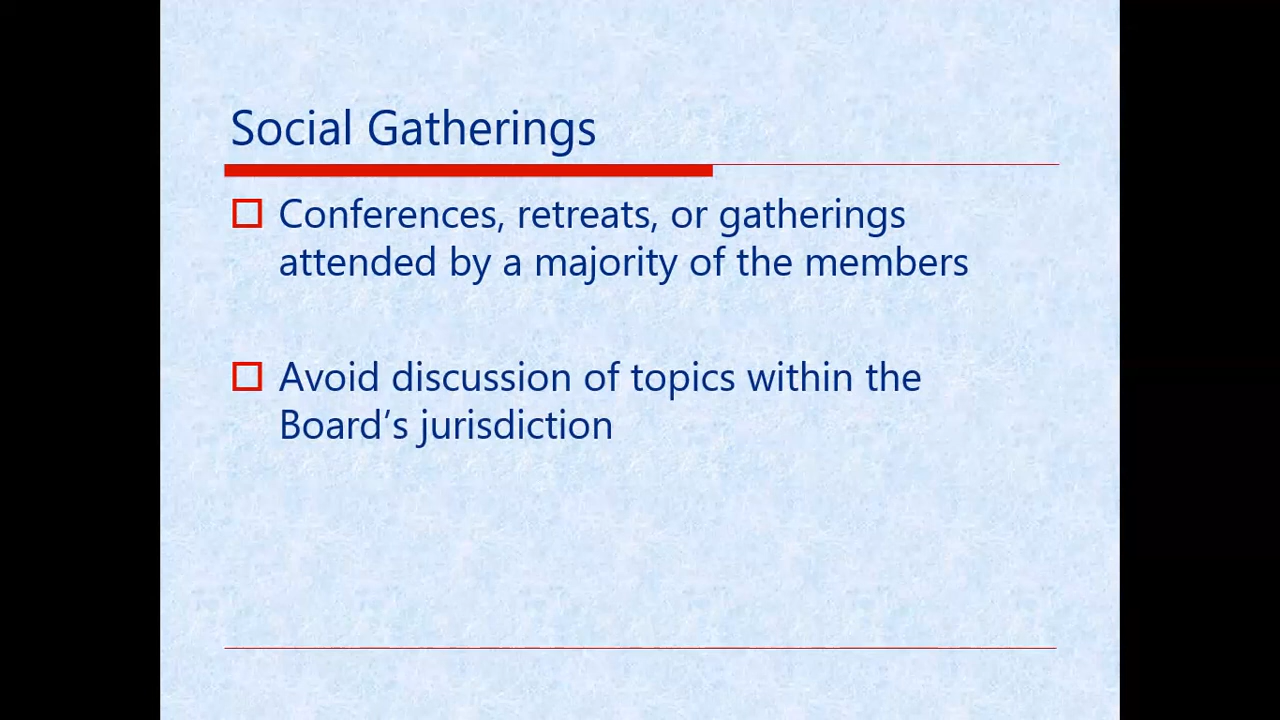 Social Gatherings
Conferences, retreats, or gatherings
attended by a majority of the members
Avoid discussion of topics within the
Board’s jurisdiction